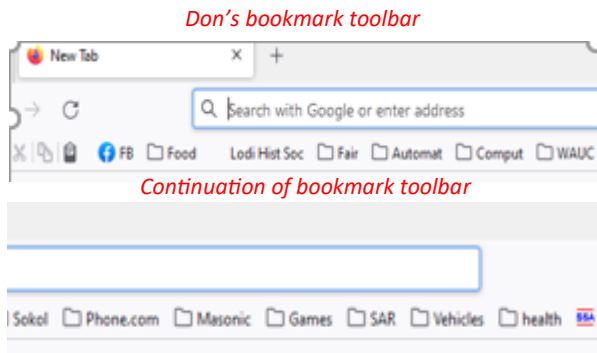 Don's bookmark toolbar
New Tab
Search with Google or enter address
FB Food Lodi Hist Soc Fair Automat Comput WAUC
Continuation of bookmark toolbar
Sokol Phone.com Masonic Games SAR Vehicles health SSA